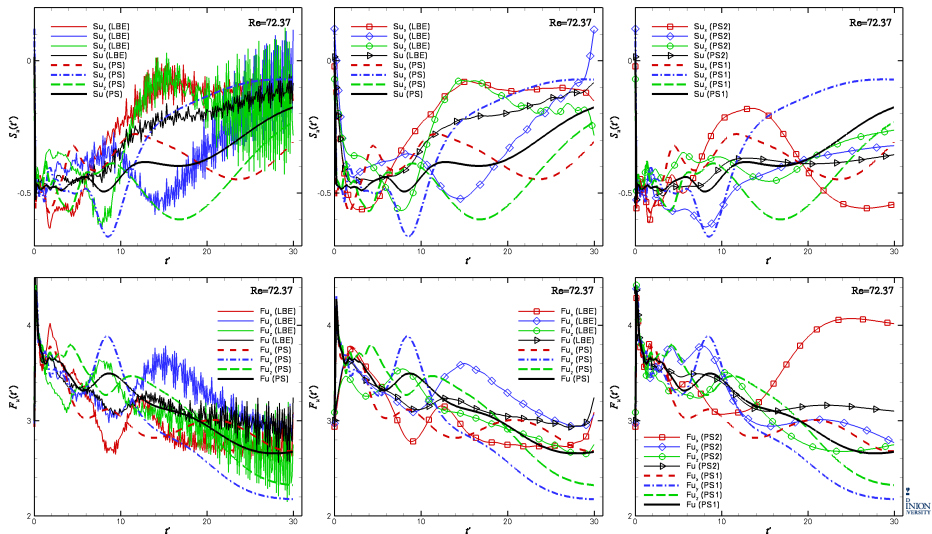 Re=72.37
Su_x (LBE)
Su_y (LBE)
Su_z (LBE)
Su (LBE)
Su_x (PS)
Su_y (PS)
Su_z (PS)
Su (PS)
0
-0.5
S_u(t')
0 10 20 30
t'
Re=72.37
Su_x (LBE)
Su_y (LBE)
Su_z (LBE)
Su (LBE)
Su_x (PS)
Su_y (PS)
Su_z (PS)
Su (PS)
0
-0.5
S_u(t')
0 10 20 30
t'
Re=72.37
Su_x (PS2)
Su_y (PS2)
Su_z (PS2)
Su (PS2)
Su_x (PS1)
Su_y (PS1)
Su_z (PS1)
Su (PS1)
0
-0.5
S_u(t')
0 10 20 30
t'
Re=72.37
Fu_x (LBE)
Fu_y (LBE)
Fu_z (LBE)
Fu (LBE)
Fu_x (PS)
Fu_y (PS)
Fu_z (PS)
Fu (PS)
4
3
2
F_u(t')
0 10 20 30
t'
Re=72.37
Fu_x (LBE)
Fu_y (LBE)
Fu_z (LBE)
Fu (LBE)
Fu_x (PS)
Fu_y (PS)
Fu_z (PS)
Fu (PS)
4
3
2
F_u(t')
0 10 20 30
t'
Re=72.37
Fu_x (PS2)
Fu_y (PS2)
Fu_z (PS2)
Fu (PS2)
Fu_x (PS1)
Fu_y (PS1)
Fu_z (PS1)
Fu (PS1)
4
3
2
F_u(t')
0 10 20 30
t'
D
INION
VERSITY